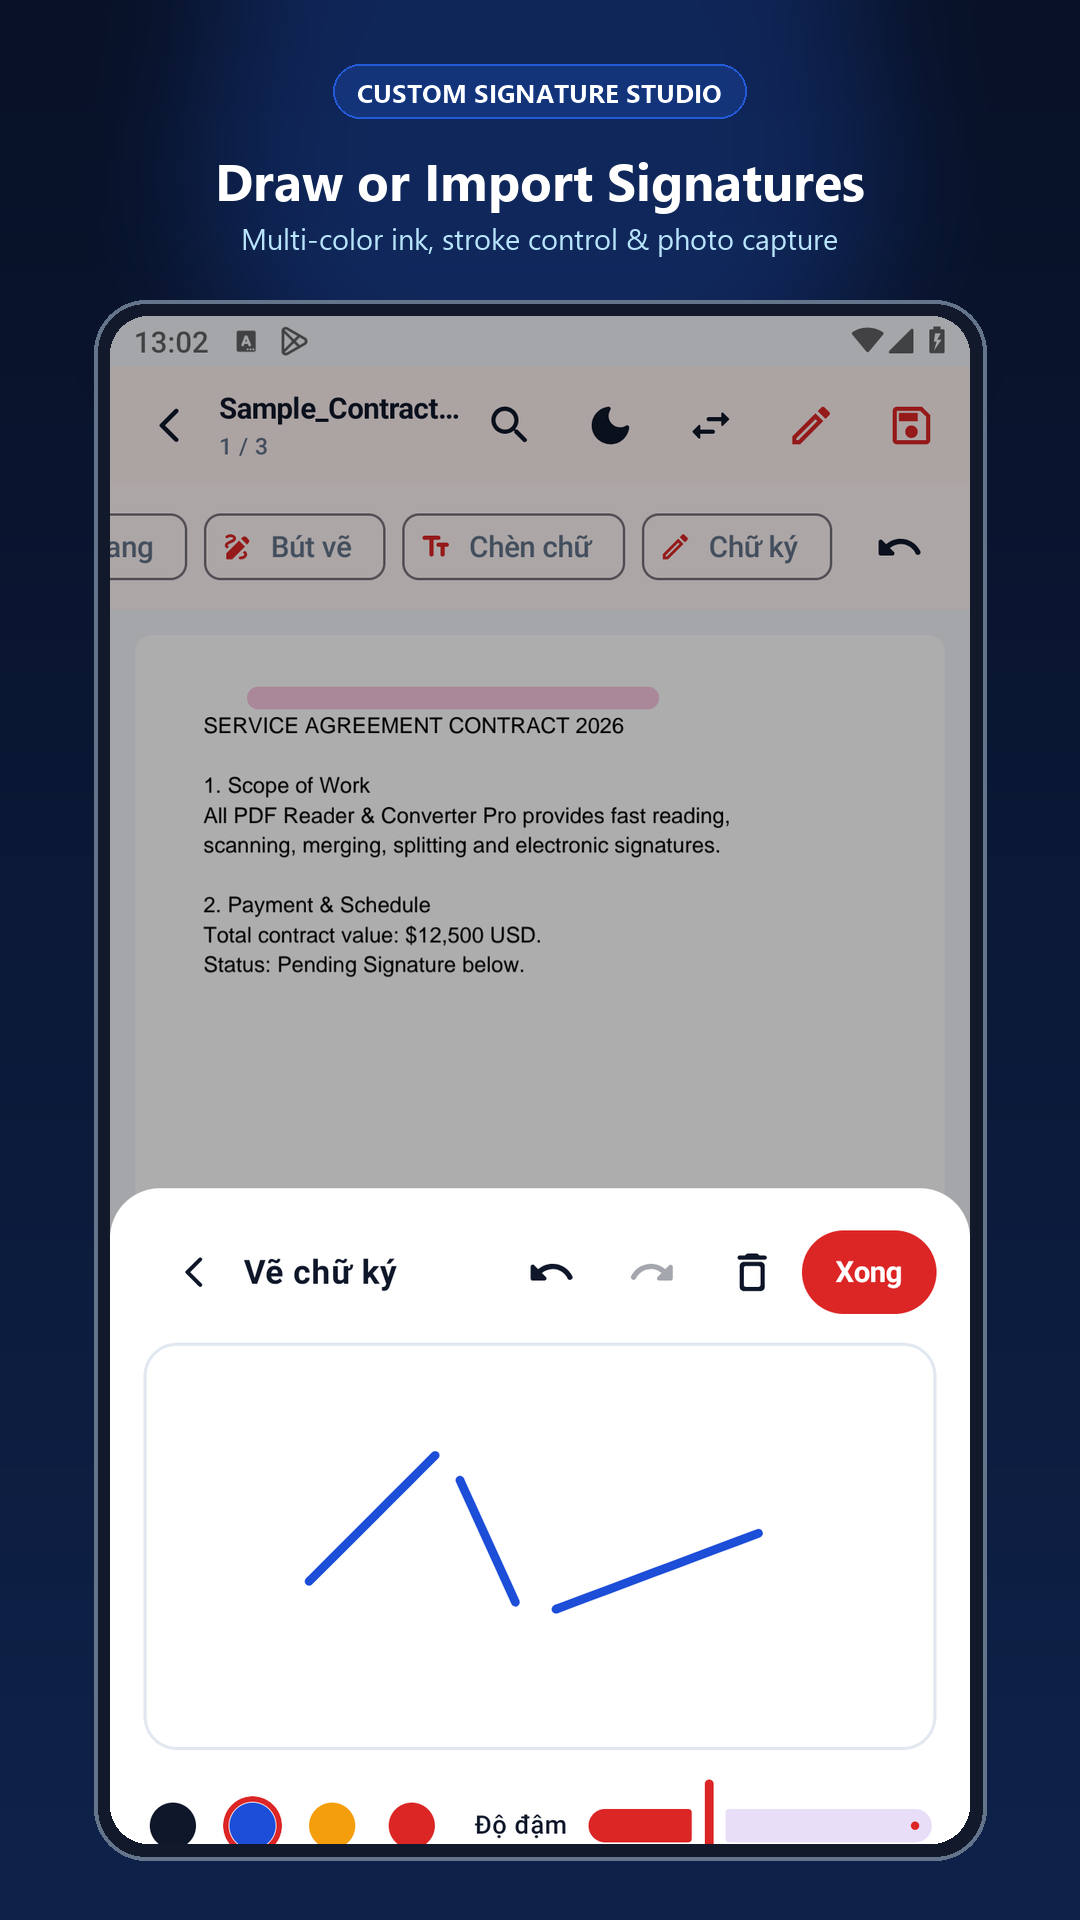 CUSTOM SIGNATURE STUDIO
Draw or Import Signatures
Multi-color ink, stroke control & photo capture
13:02
Sample_Contract...
1 / 3
ang
Bút vẽ
Chèn chữ
Chữ ký
SERVICE AGREEMENT CONTRACT 2026
1. Scope of Work
All PDF Reader & Converter Pro provides fast reading,
scanning, merging, splitting and electronic signatures.
2. Payment & Schedule
Total contract value: $12,500 USD.
Status: Pending Signature below.
Vẽ chữ ký
Xong
Độ đậm